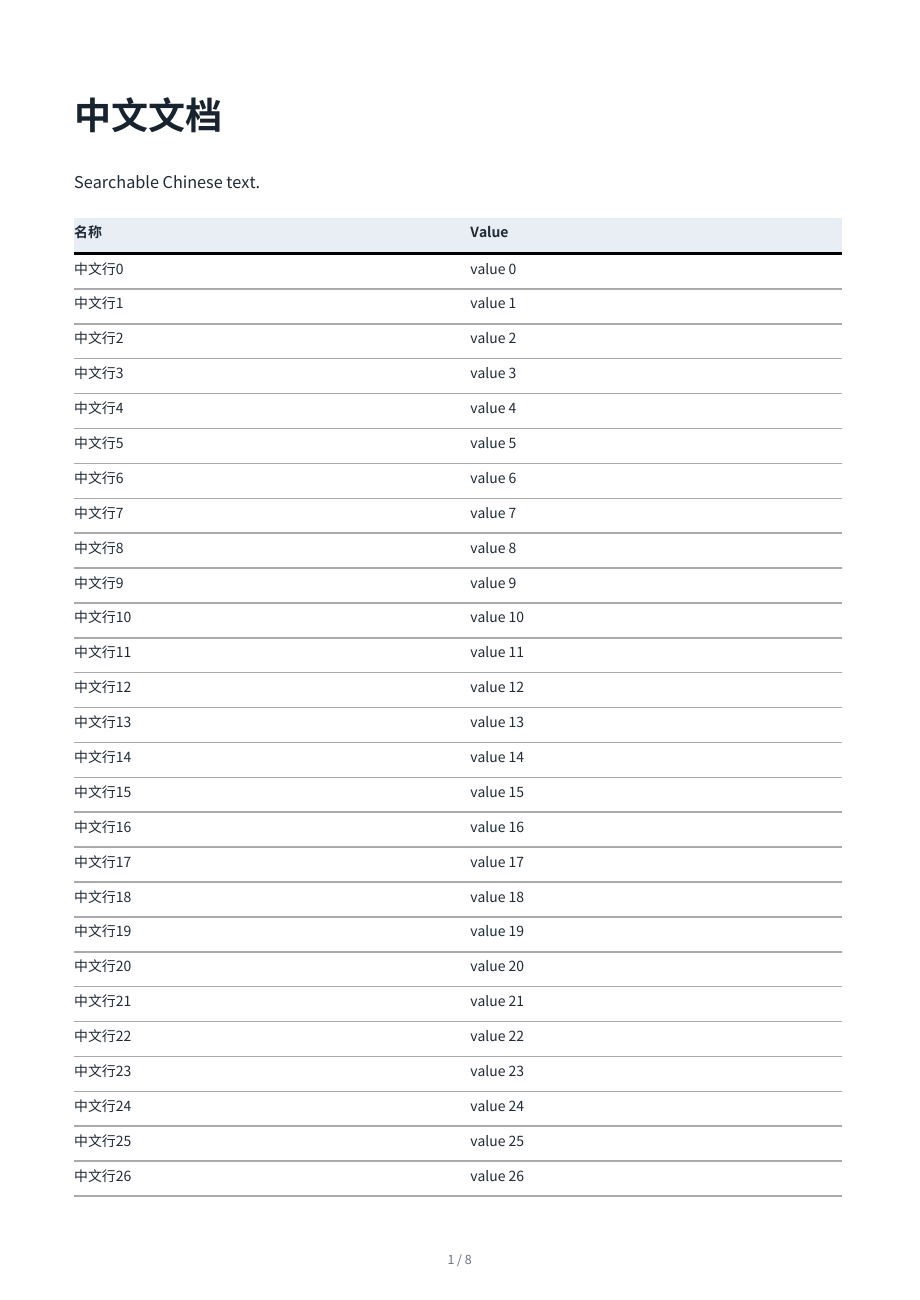 中文文档
Searchable Chinese text.
名称 Value
中文行0 value 0
中文行1 value 1
中文行2 value 2
中文行3 value 3
中文行4 value 4
中文行5 value 5
中文行6 value 6
中文行7 value 7
中文行8 value 8
中文行9 value 9
中文行10 value 10
中文行11 value 11
中文行12 value 12
中文行13 value 13
中文行14 value 14
中文行15 value 15
中文行16 value 16
中文行17 value 17
中文行18 value 18
中文行19 value 19
中文行20 value 20
中文行21 value 21
中文行22 value 22
中文行23 value 23
中文行24 value 24
中文行25 value 25
中文行26 value 26
1 / 8